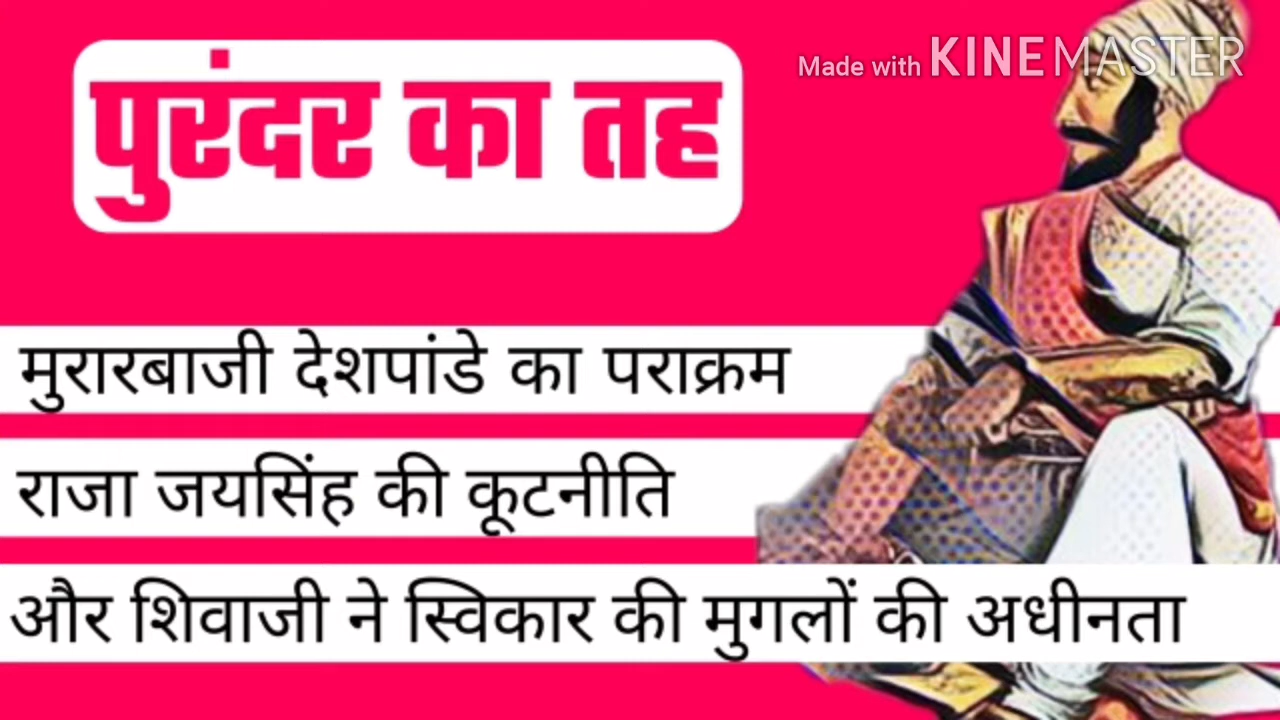 Made with KINEMASTER
पुरंदर का तह
मुरारबाजी देशपांडे का पराक्रम
राजा जयसिंह की कूटनीति
और शिवाजी ने स्विकार की मुगलों की अधीनता